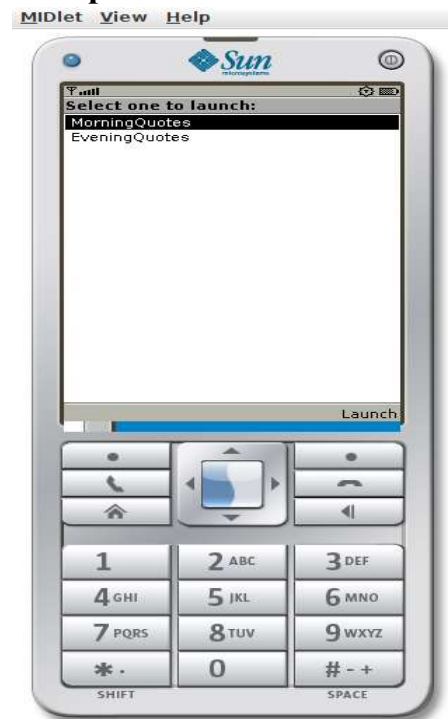 MIDlet View Help
Sun
microsystems
Select one to launch:
MorningQuotes
EveningQuotes
Launch
1
2 ABC
3 DEF
4 GHI
5 JKL
6 MNO
7 PQRS
8 TUV
9 WXYZ
* .
0
# - +
SHIFT
SPACE